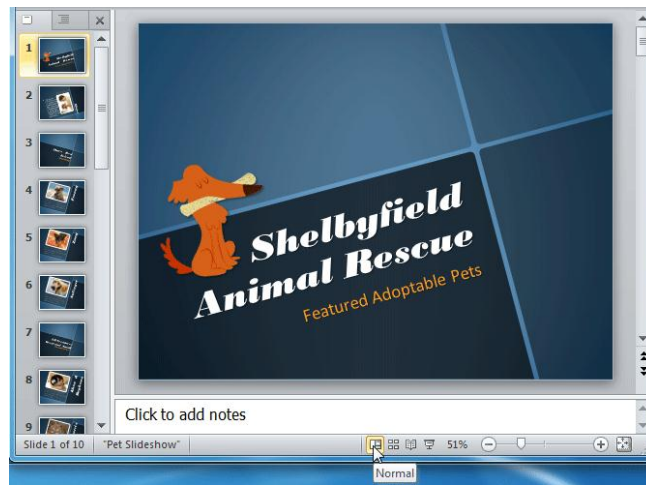 1
2
3
4
5
6
7
8
9
Shelbyfield
Animal Rescue
Featured Adoptable Pets
Click to add notes
Slide 1 of 10
"Pet Slideshow"
51%
Normal